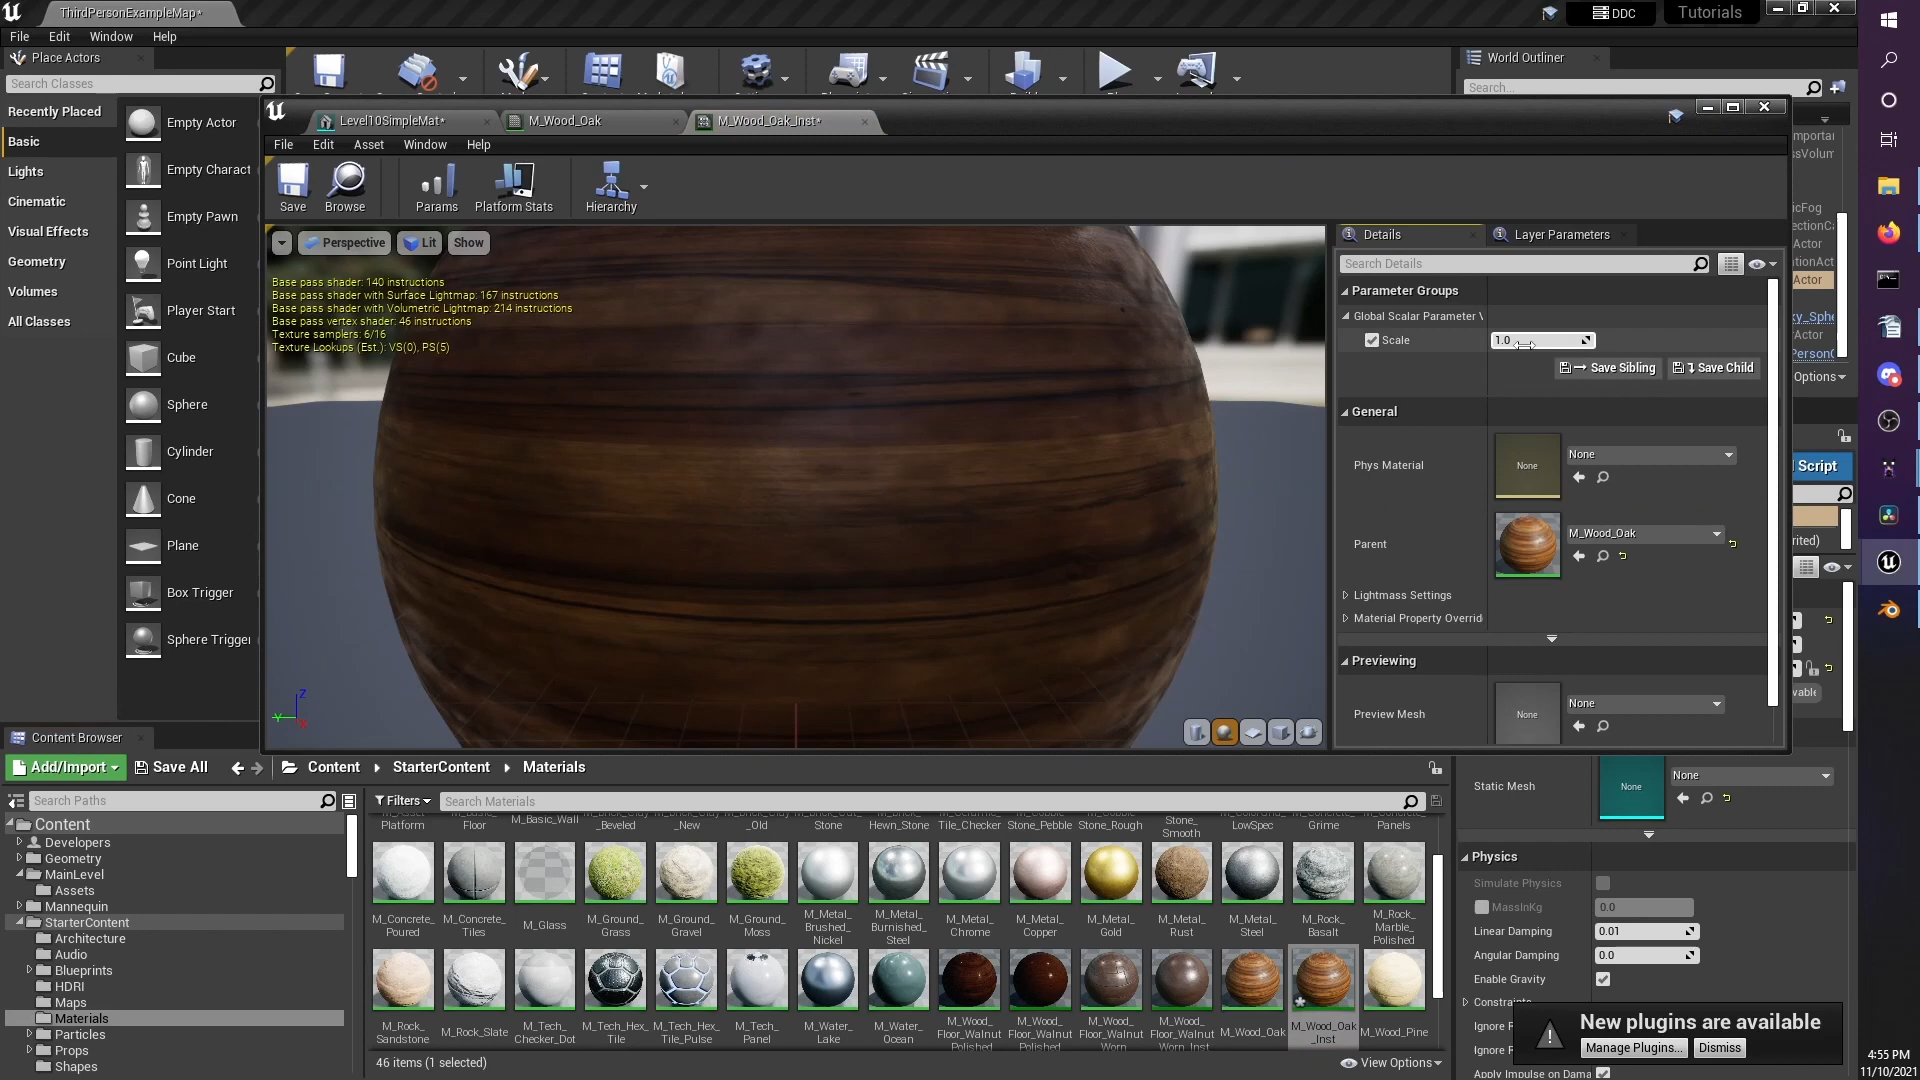 ThirdPersonExampleMap*
DDC
Tutorials
File Edit Window Help
Place Actors
World Outliner
Search Classes
Search...
Recently Placed
Basic
Lights
Cinematic
Visual Effects
Geometry
Volumes
All Classes
Empty Actor
Empty Charact
Empty Pawn
Point Light
Player Start
Cube
Sphere
Cylinder
Cone
Plane
Box Trigger
Sphere Trigger
Level10SimpleMat*
M_Wood_Oak
M_Wood_Oak_Inst*
File Edit Asset Window Help
Save
Browse
Params
Platform Stats
Hierarchy
Perspective
Lit
Show
Base pass shader: 140 instructions
Base pass shader with Surface Lightmap: 167 instructions
Base pass shader with Volumetric Lightmap: 214 instructions
Base pass vertex shader: 46 instructions
Texture samplers: 6/16
Texture Lookups (Est.): VS(0), PS(5)
Z
Y
Details
Layer Parameters
Search Details
Parameter Groups
Global Scalar Parameter V
Scale
1.0
Save Sibling
Save Child
General
Phys Material
None
None
Parent
M_Wood_Oak
Lightmass Settings
Material Property Overrid
Previewing
Preview Mesh
None
None
importa
ssVolum
icFog
ectionCa
Actor
ationAct
Actor
ky_Sphe
Actor
PersonC
Options
Script
rited)
vable
Content Browser
Add/Import
Save All
Content
StarterContent
Materials
Search Paths
Content
Developers
Geometry
MainLevel
Assets
Mannequin
StarterContent
Architecture
Audio
Blueprints
HDRI
Maps
Materials
Particles
Props
Shapes
Filters
Search Materials
Platform
Floor
M_Basic_Wall
_Beveled
_New
_Old
Stone
Hewn_Stone
Tile_Checker
Stone_Pebble
Stone_Rough
Stone_
Smooth
LowSpec
Grime
Panels
M_Concrete_
Poured
M_Concrete_
Tiles
M_Glass
M_Ground_
Grass
M_Ground_
Gravel
M_Ground_
Moss
M_Metal_
Brushed_
Nickel
M_Metal_
Burnished_
Steel
M_Metal_
Chrome
M_Metal_
Copper
M_Metal_
Gold
M_Metal_
Rust
M_Metal_
Steel
M_Rock_
Basalt
M_Rock_
Marble_
Polished
M_Rock_
Sandstone
M_Rock_Slate
M_Tech_
Checker_Dot
M_Tech_Hex_
Tile
M_Tech_Hex_
Tile_Pulse
M_Tech_
Panel
M_Water_
Lake
M_Water_
Ocean
M_Wood_
Floor_Walnut
Polished
M_Wood_
Floor_Walnut
Polished
M_Wood_
Floor_Walnut
Worn
M_Wood_
Floor_Walnut
Worn_Inst
M_Wood_Oak
M_Wood_Oak
_Inst
M_Wood_Pine
46 items (1 selected)
View Options
Static Mesh
None
None
Physics
Simulate Physics
MassInKg
0.0
Linear Damping
0.01
Angular Damping
0.0
Enable Gravity
Constraints
Ignore R
Ignore R
Apply Impulse on Dama
New plugins are available
Manage Plugins...
Dismiss
4:55 PM
11/10/2021